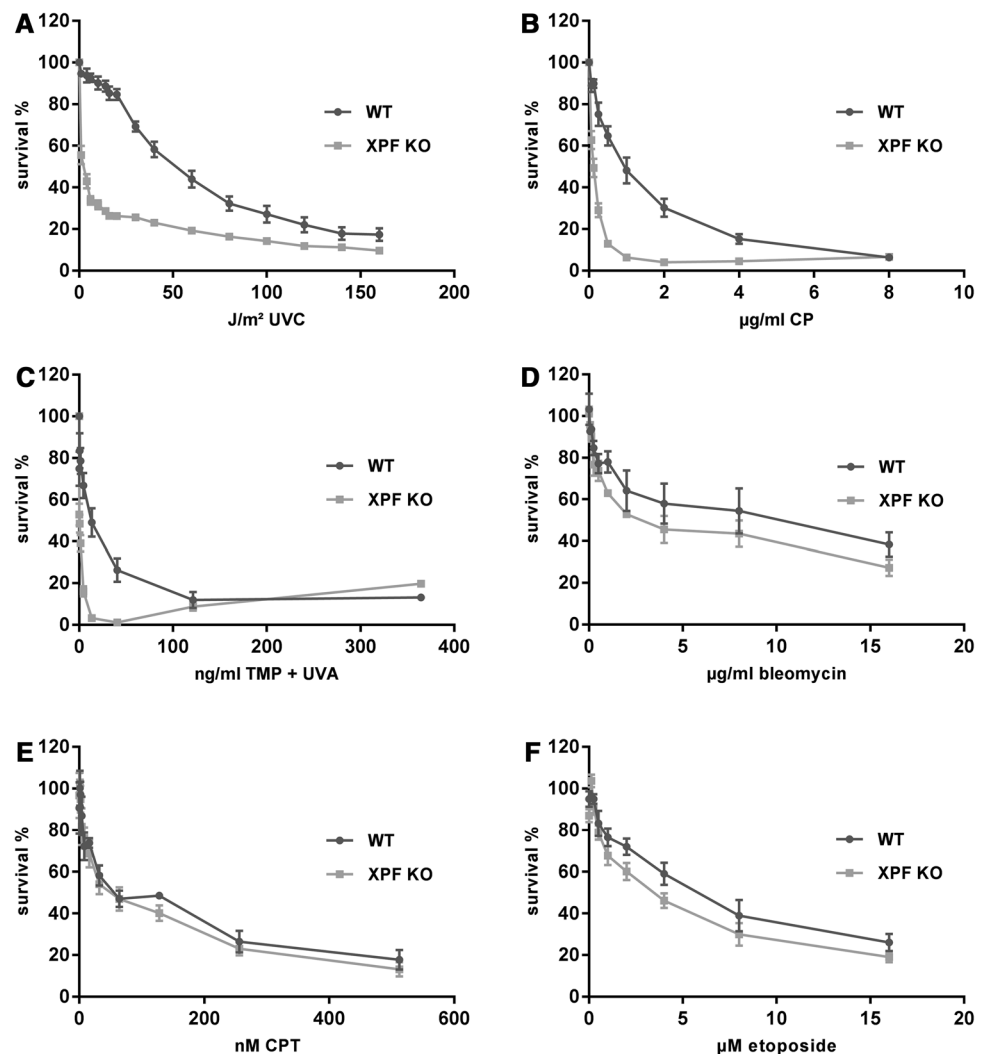 A
120
100
80
60
40
20
0
survival %
WT
XPF KO
0 50 100 150 200
J/m² UVC
B
120
100
80
60
40
20
0
survival %
WT
XPF KO
0 2 4 6 8 10
µg/ml CP
C
120
100
80
60
40
20
0
survival %
WT
XPF KO
0 100 200 300 400
ng/ml TMP + UVA
D
120
100
80
60
40
20
0
survival %
WT
XPF KO
0 5 10 15 20
µg/ml bleomycin
E
120
100
80
60
40
20
0
survival %
WT
XPF KO
0 200 400 600
nM CPT
F
120
100
80
60
40
20
0
survival %
WT
XPF KO
0 5 10 15 20
µM etoposide